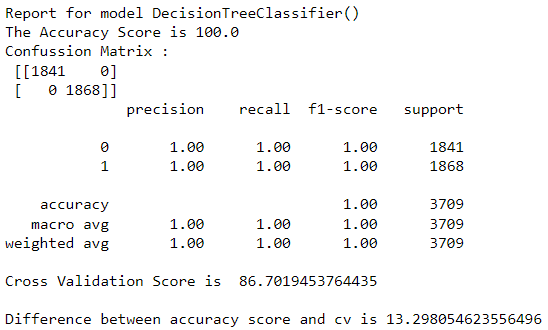 Report for model DecisionTreeClassifier()
The Accuracy Score is 100.0
Confussion Matrix :
[[1841    0]
[   0 1868]]
precision    recall  f1-score   support
0       1.00      1.00      1.00      1841
1       1.00      1.00      1.00      1868
accuracy                           1.00      3709
macro avg       1.00      1.00      1.00      3709
weighted avg       1.00      1.00      1.00      3709
Cross Validation Score is  86.7019453764435
Difference between accuracy score and cv is 13.298054623556496